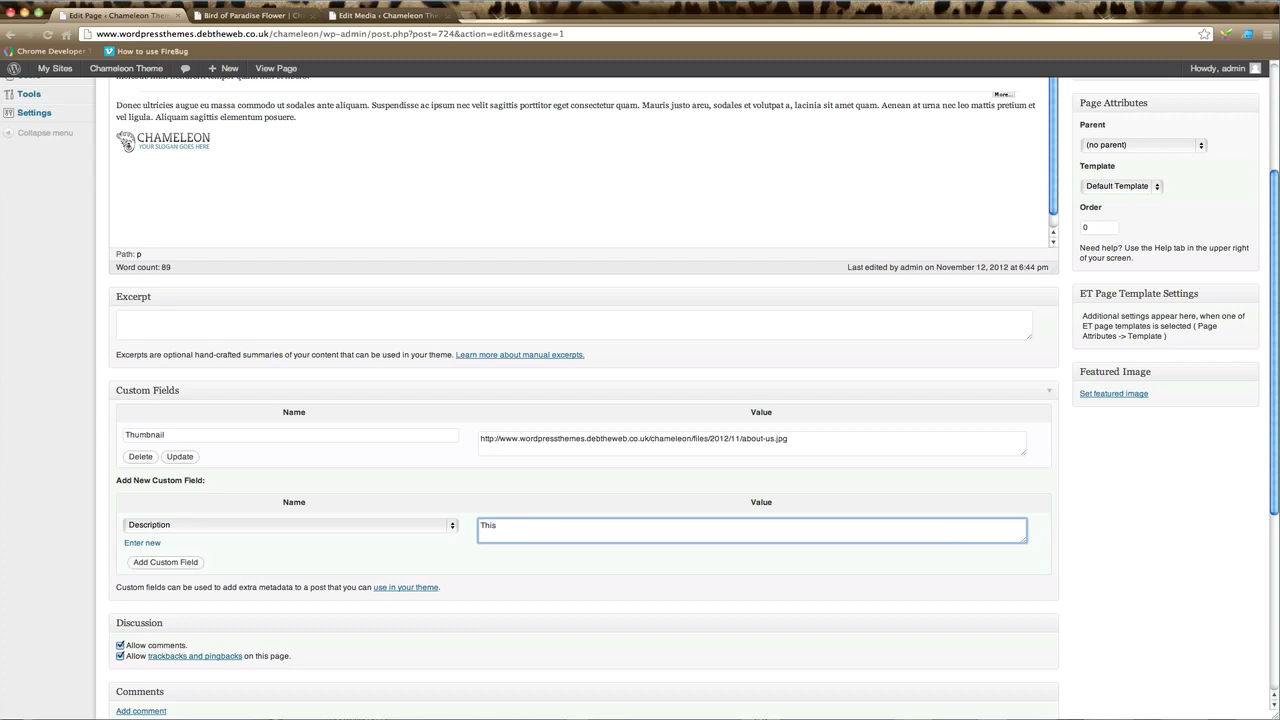 Edit Page ‹ Chameleon Them
Bird of Paradise Flower | Cha
Edit Media ‹ Chameleon The
www.wordpressthemes.debtheweb.co.uk/chameleon/wp-admin/post.php?post=724&action=edit&message=1
Chrome Developer
How to use FireBug
My Sites
Chameleon Theme
New
View Page
Howdy, admin
Tools
Settings
Collapse menu
More...
Donec ultricies augue eu massa commodo ut sodales ante aliquam. Suspendisse ac ipsum nec velit sagittis porttitor eget consectetur quam. Mauris justo arcu, sodales et volutpat a, lacinia sit amet quam. Aenean at urna nec leo mattis pretium et
vel ligula. Aliquam sagittis elementum posuere.
CHAMELEON
YOUR SLOGAN GOES HERE
Path: p
Word count: 89
Last edited by admin on November 12, 2012 at 6:44 pm
Excerpt
Excerpts are optional hand-crafted summaries of your content that can be used in your theme. Learn more about manual excerpts.
Custom Fields
Name
Value
Thumbnail
http://www.wordpressthemes.debtheweb.co.uk/chameleon/files/2012/11/about-us.jpg
Delete
Update
Add New Custom Field:
Name
Value
Description
This
Enter new
Add Custom Field
Custom fields can be used to add extra metadata to a post that you can use in your theme.
Discussion
Allow comments.
Allow trackbacks and pingbacks on this page.
Comments
Add comment
Page Attributes
Parent
(no parent)
Template
Default Template
Order
0
Need help? Use the Help tab in the upper right
of your screen.
ET Page Template Settings
Additional settings appear here, when one of
ET page templates is selected ( Page
Attributes -> Template )
Featured Image
Set featured image